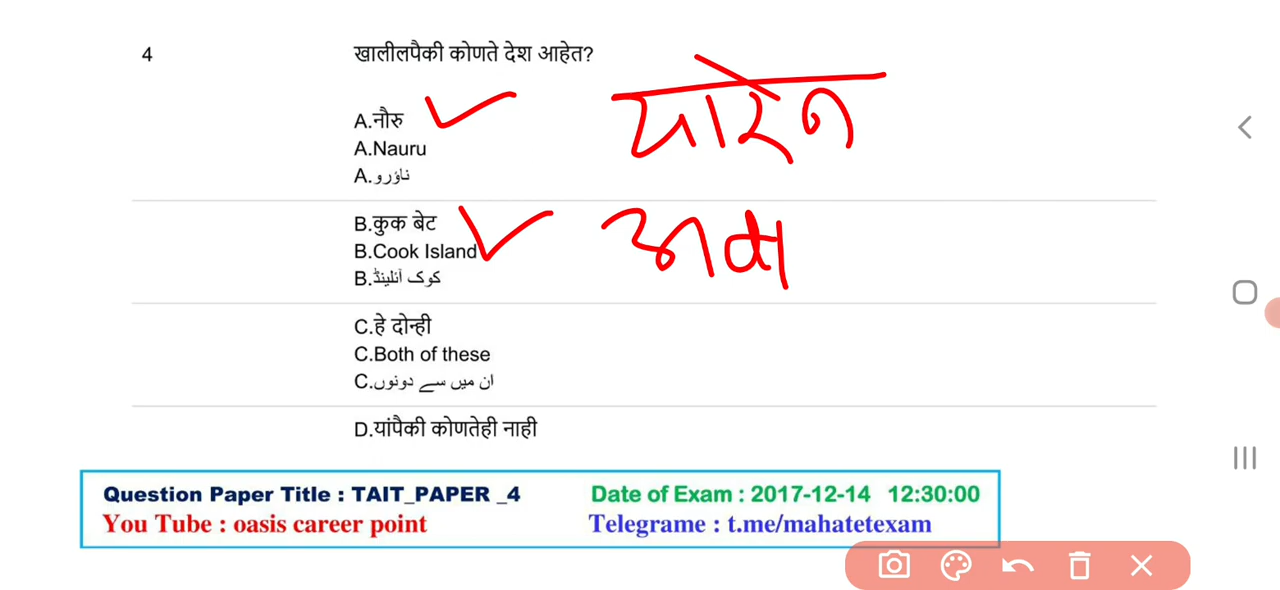 4 खालीलपैकी कोणते देश आहेत?
A.नौरु
यारेन
A.Nauru
A.ناؤرو
B.कुक बेट
B.Cook Island
B.کوک آئلینڈ
C.हे दोन्ही
C.Both of these
C.ان میں سے دونوں
D.यांपैकी कोणतेही नाही
Question Paper Title : TAIT_PAPER _4 Date of Exam : 2017-12-14 12:30:00
You Tube : oasis career point Telegrame : t.me/mahatetexam